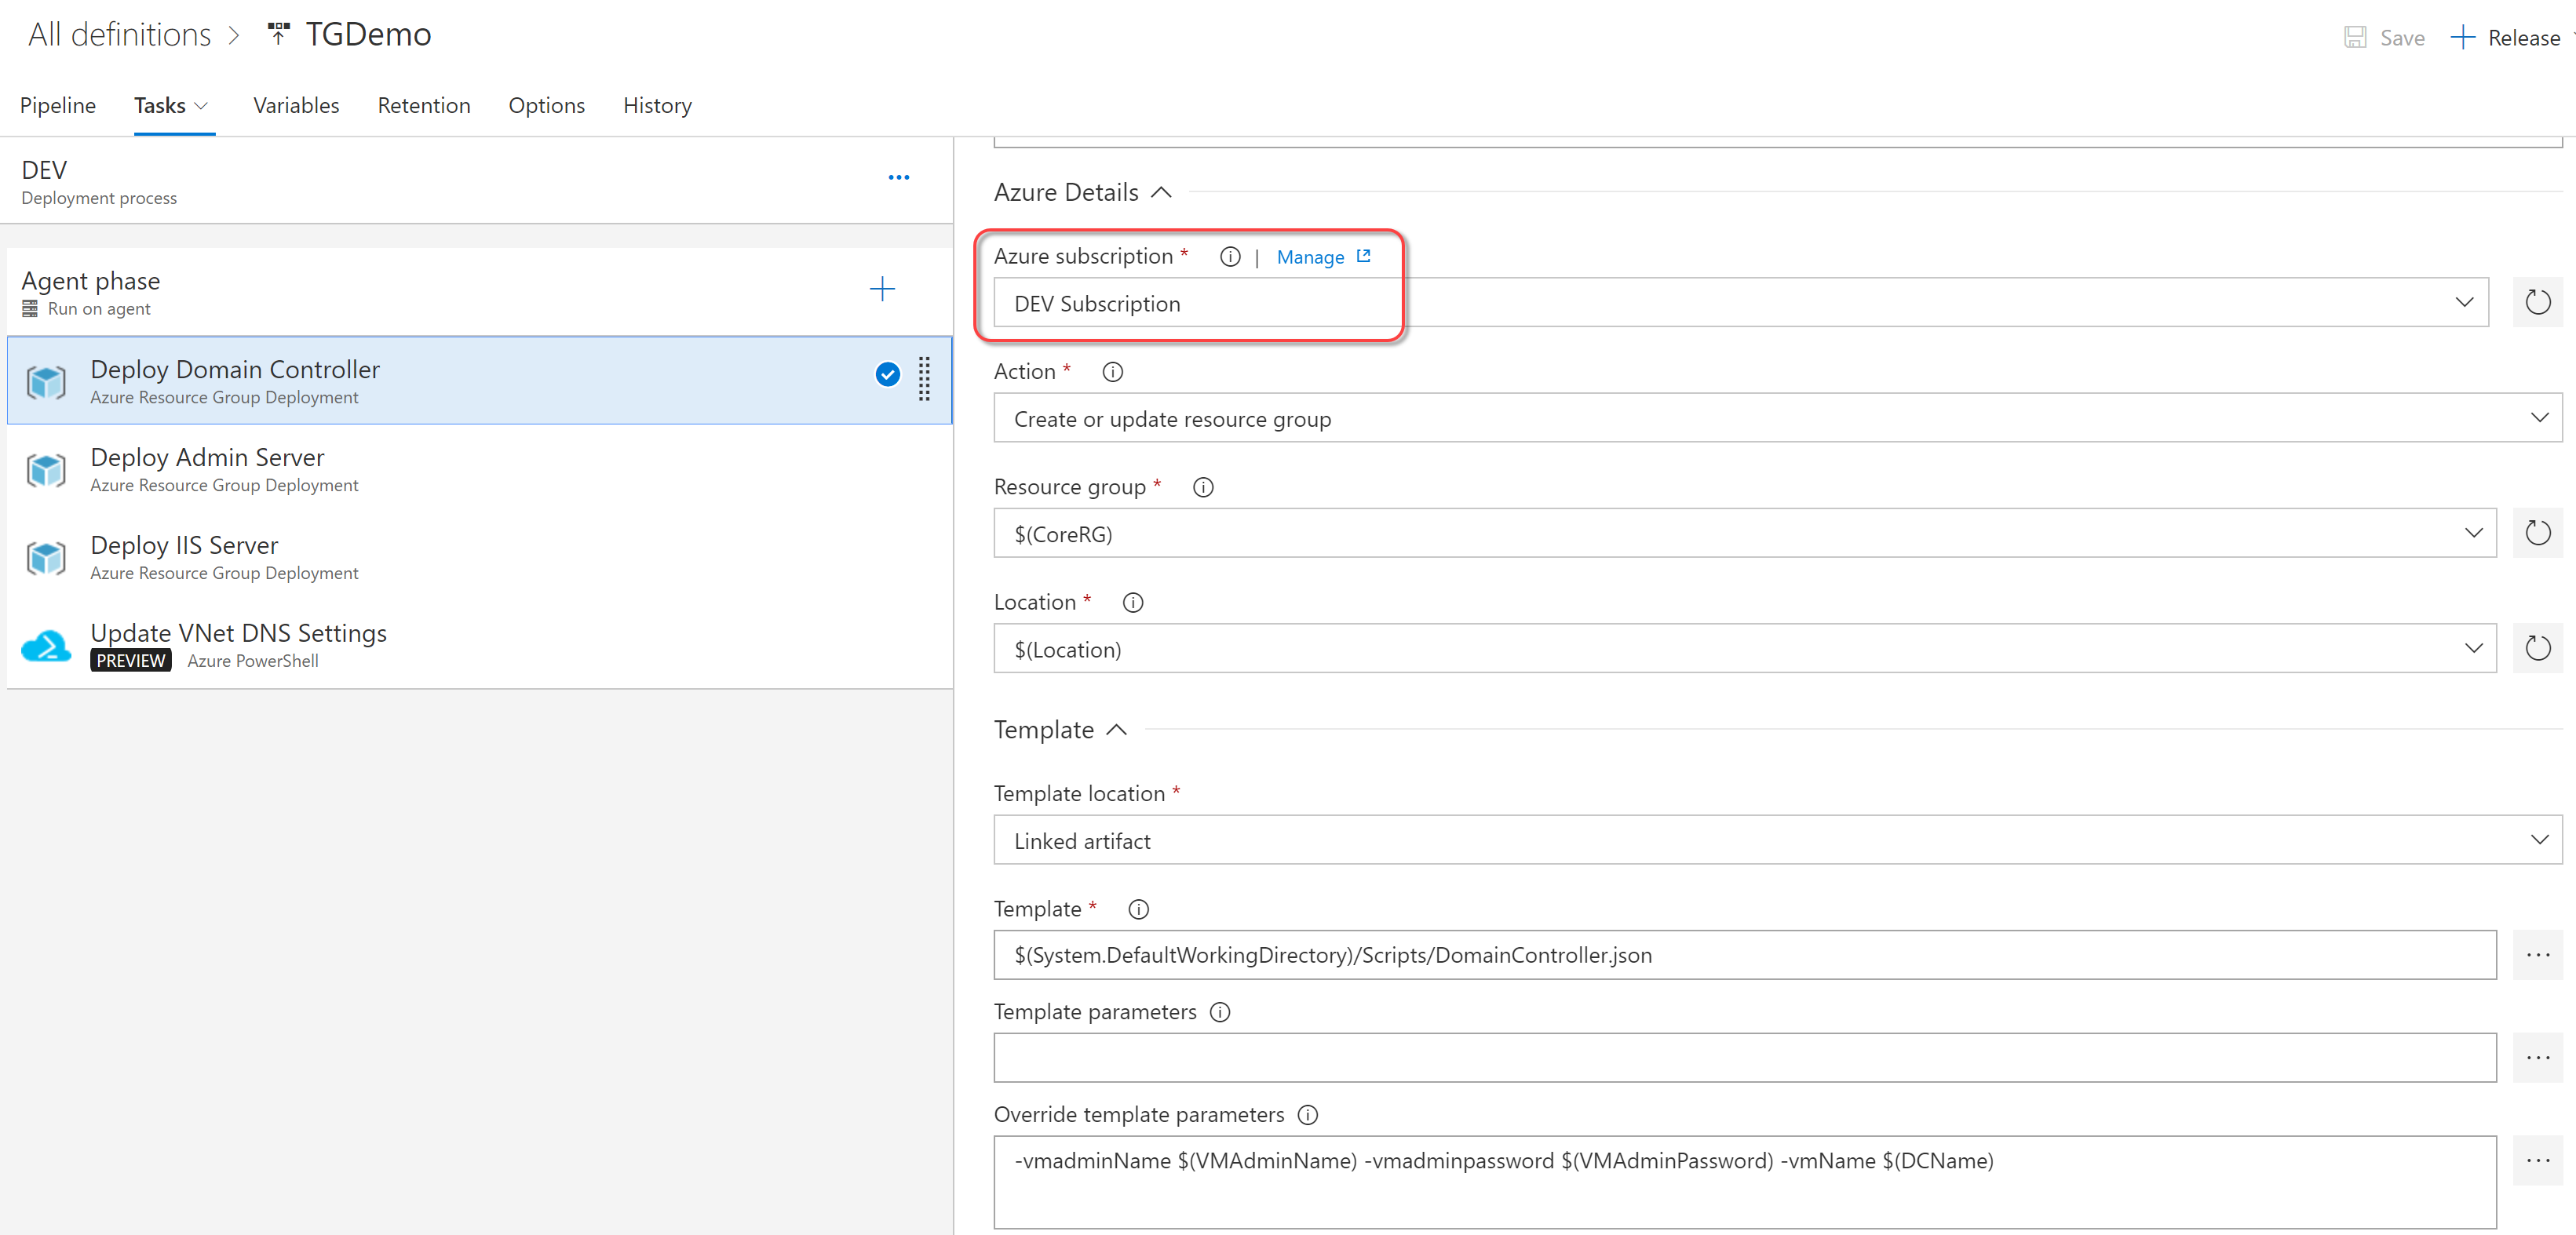 All definitions > TGDemo
Save + Release
Pipeline Tasks Variables Retention Options History
DEV
Deployment process
...
Agent phase
Run on agent
Deploy Domain Controller
Azure Resource Group Deployment
Deploy Admin Server
Azure Resource Group Deployment
Deploy IIS Server
Azure Resource Group Deployment
Update VNet DNS Settings
PREVIEW Azure PowerShell
Azure Details
Azure subscription * | Manage
DEV Subscription
Action *
Create or update resource group
Resource group *
$(CoreRG)
Location *
$(Location)
Template
Template location *
Linked artifact
Template *
$(System.DefaultWorkingDirectory)/Scripts/DomainController.json
...
Template parameters
...
Override template parameters
-vmadminName $(VMAdminName) -vmadminpassword $(VMAdminPassword) -vmName $(DCName)
...